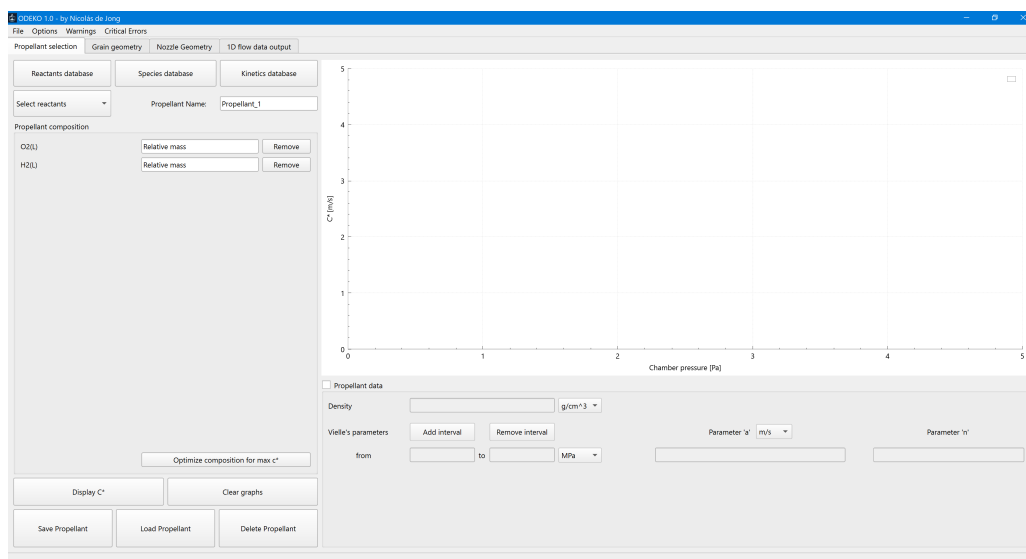 ODEKO 1.0 - by Nicolás de Jong
File Options Warnings Critical Errors
Propellant selection Grain geometry Nozzle Geometry 1D flow data output
Reactants database Species database Kinetics database
Select reactants Propellant Name: Propellant_1
Propellant composition
O2(L) Relative mass Remove
H2(L) Relative mass Remove
Optimize composition for max c*
Display C* Clear graphs
Save Propellant Load Propellant Delete Propellant
5
4
3
2
1
0
C* [m/s]
0 1 2 3 4 5
Chamber pressure [Pa]
Propellant data
Density g/cm^3
Vielle's parameters Add interval Remove interval Parameter 'a' m/s Parameter 'n'
from to MPa